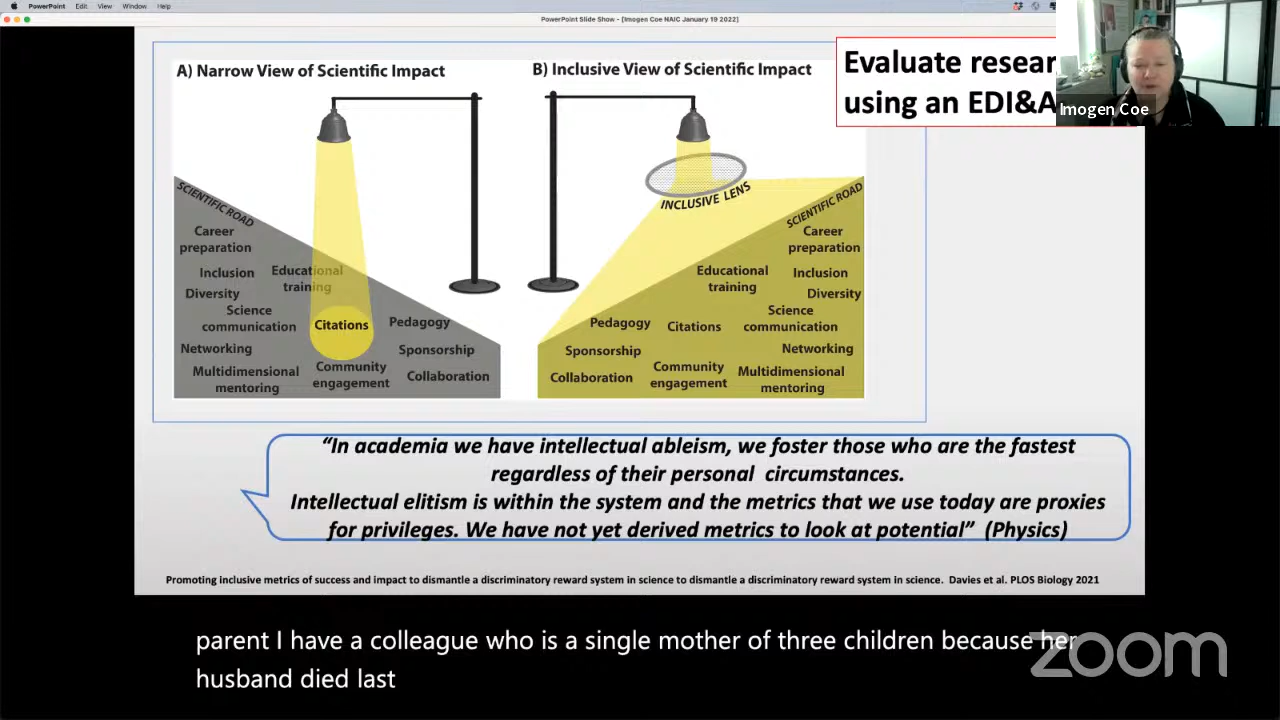 PowerPoint Edit View Window Help
PowerPoint Slide Show - [Imogen Coe NAIC January 19 2022]
A) Narrow View of Scientific Impact
SCIENTIFIC ROAD
Career
preparation
Inclusion
Educational
training
Diversity
Science
communication
Citations
Pedagogy
Networking
Sponsorship
Multidimensional
mentoring
Community
engagement
Collaboration
B) Inclusive View of Scientific Impact
INCLUSIVE LENS
SCIENTIFIC ROAD
Career
preparation
Educational
training
Inclusion
Diversity
Science
communication
Pedagogy
Citations
Sponsorship
Networking
Collaboration
Community
engagement
Multidimensional
mentoring
Evaluate
using an EDI&A
Imogen Coe
“In academia we have intellectual ableism, we foster those who are the fastest
regardless of their personal circumstances.
Intellectual elitism is within the system and the metrics that we use today are proxies
for privileges. We have not yet derived metrics to look at potential” (Physics)
Promoting inclusive metrics of success and impact to dismantle a discriminatory reward system in science to dismantle a discriminatory reward system in science. Davies et al. PLOS Biology 2021
parent I have a colleague who is a single mother of three children because her
husband died last
zoom